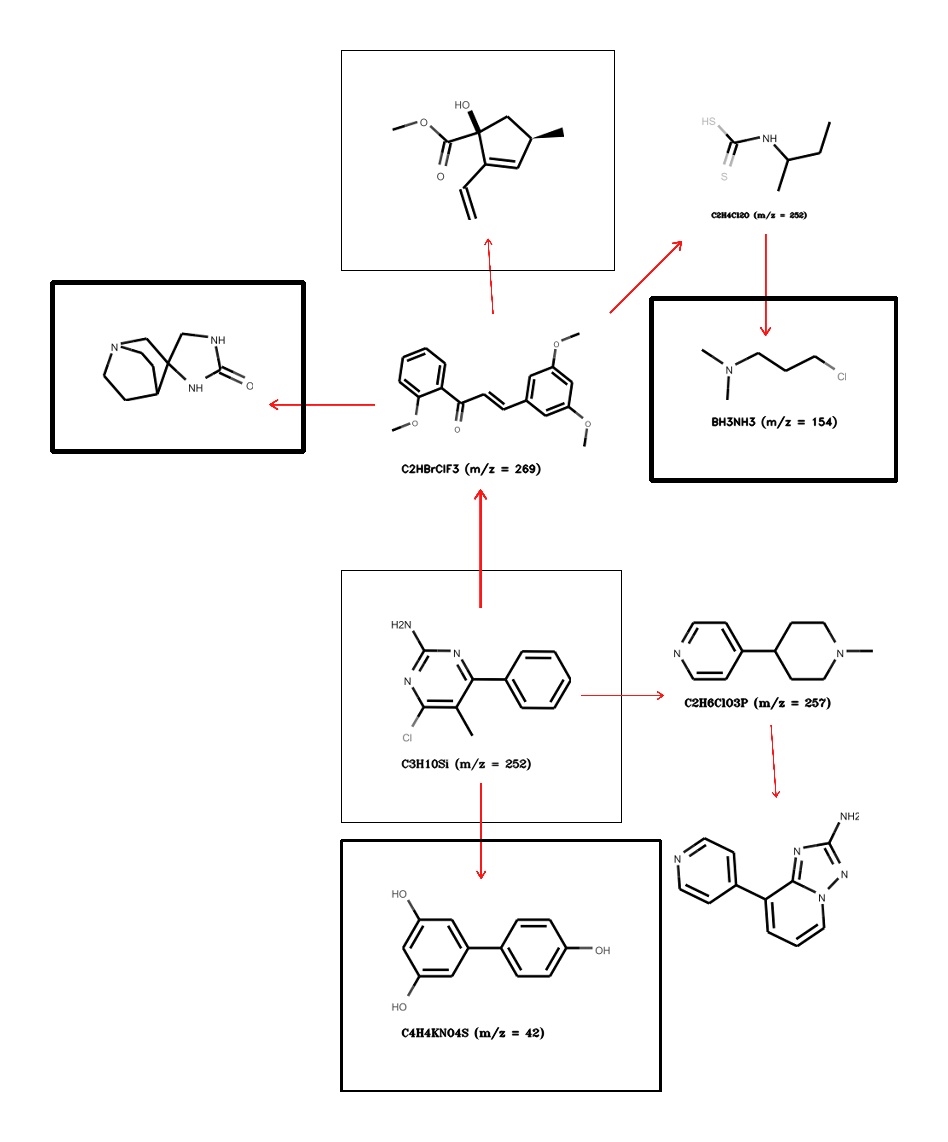 HO
O
O
HS
NH
S
C2H4Cl2O (m/z = 252)
N
NH
NH
O
O
O
O
O
C2HBrClF3 (m/z = 269)
N
Cl
BH3NH3 (m/z = 154)
H2N
N
N
Cl
C3H10Si (m/z = 252)
N
N
C2H6ClO3P (m/z = 257)
NH2
N
N
N
N
HO
OH
HO
C4H4KNO4S (m/z = 42)